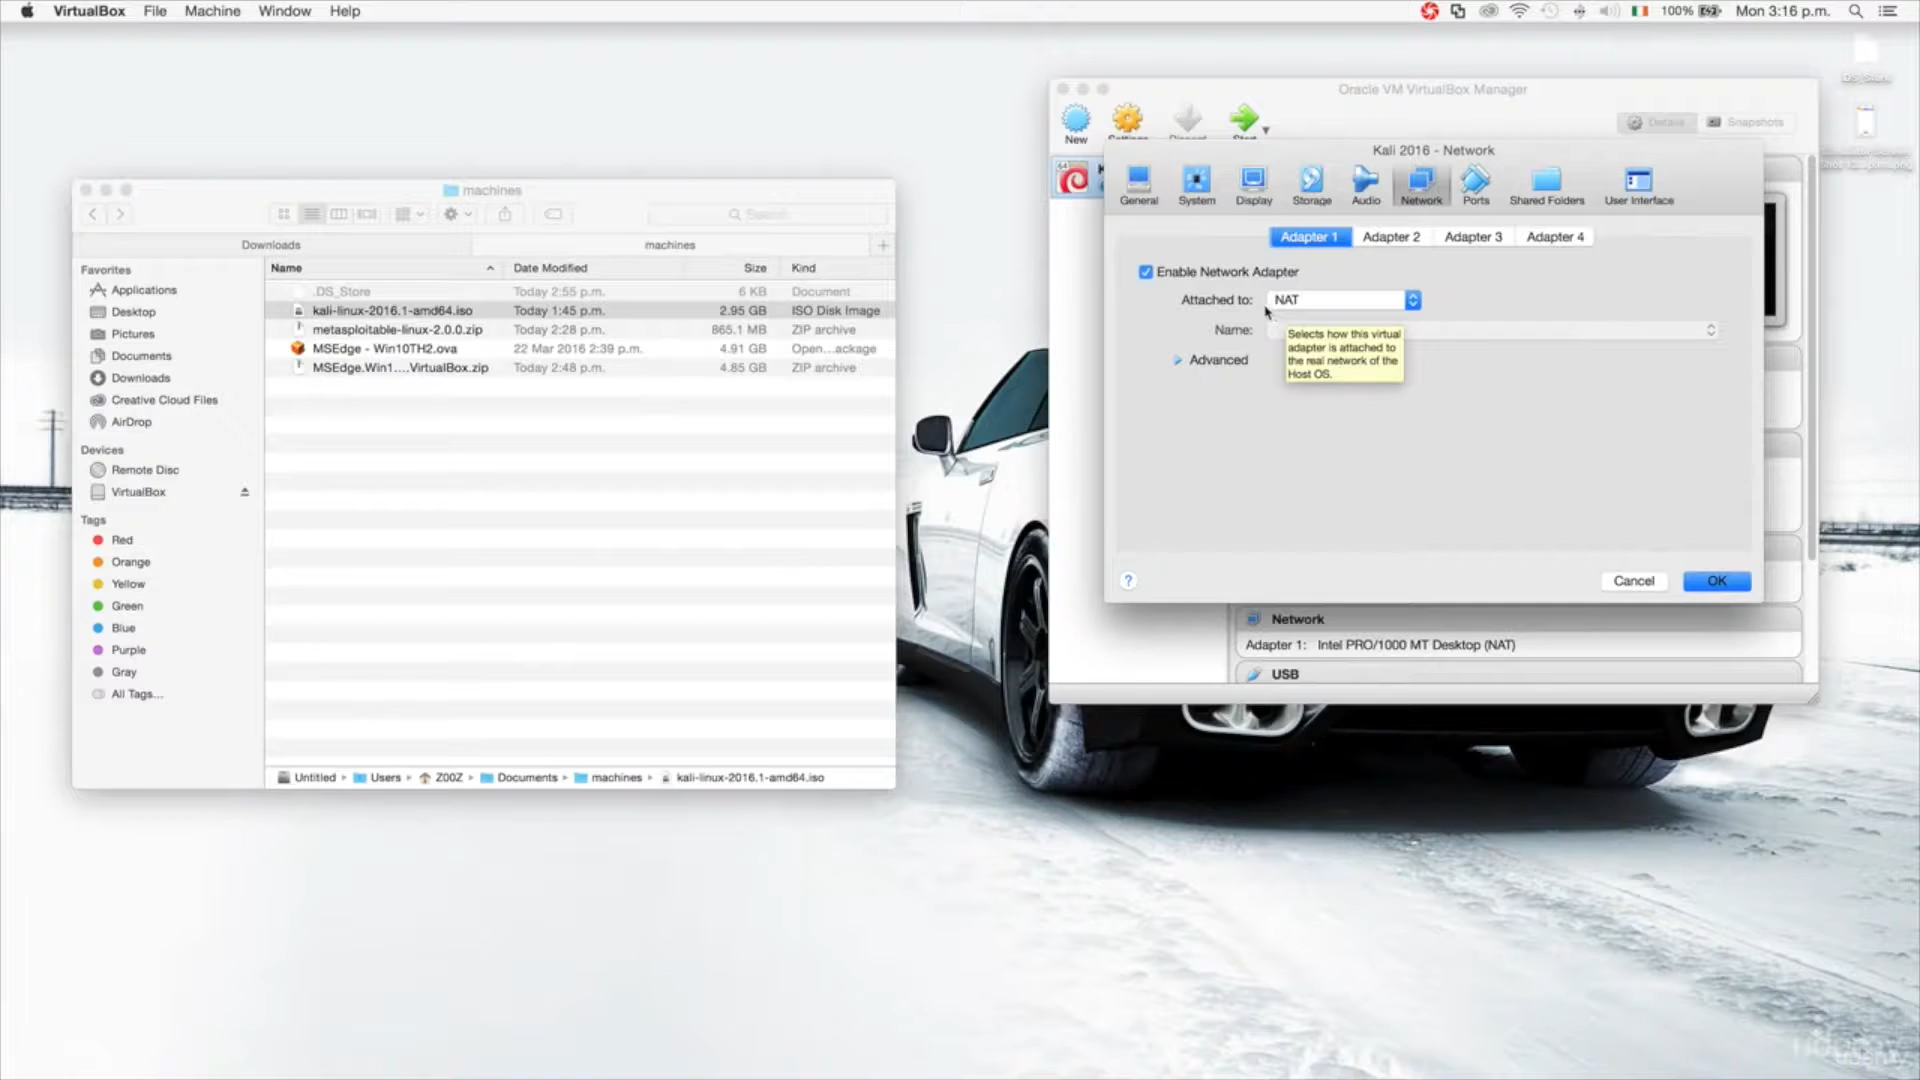 VirtualBox File Machine Window Help
100% Mon 3:16 p.m.
DS_Store
Oracle VM VirtualBox Manager
New Settings Discard Start
Details Snapshots
Kali 2016 - Network
General System Display Storage Audio Network Ports Shared Folders User Interface
Adapter 1 Adapter 2 Adapter 3 Adapter 4
Enable Network Adapter
Attached to: NAT
Name:
Selects how this virtual
adapter is attached to
the real network of the
Host OS.
Advanced
? Cancel OK
Network
Adapter 1: Intel PRO/1000 MT Desktop (NAT)
USB
machines
Search
Downloads machines
Favorites
Applications
Desktop
Pictures
Documents
Downloads
Creative Cloud Files
AirDrop
Devices
Remote Disc
VirtualBox
Tags
Red
Orange
Yellow
Green
Blue
Purple
Gray
All Tags...
Name Date Modified Size Kind
.DS_Store Today 2:55 p.m. 6 KB Document
kali-linux-2016.1-amd64.iso Today 1:45 p.m. 2.95 GB ISO Disk Image
metasploitable-linux-2.0.0.zip Today 2:28 p.m. 865.1 MB ZIP archive
MSEdge - Win10TH2.ova 22 Mar 2016 2:39 p.m. 4.91 GB Open...ackage
MSEdge.Win1....VirtualBox.zip Today 2:48 p.m. 4.85 GB ZIP archive
Untitled Users Z00Z Documents machines kali-linux-2016.1-amd64.iso
udemy